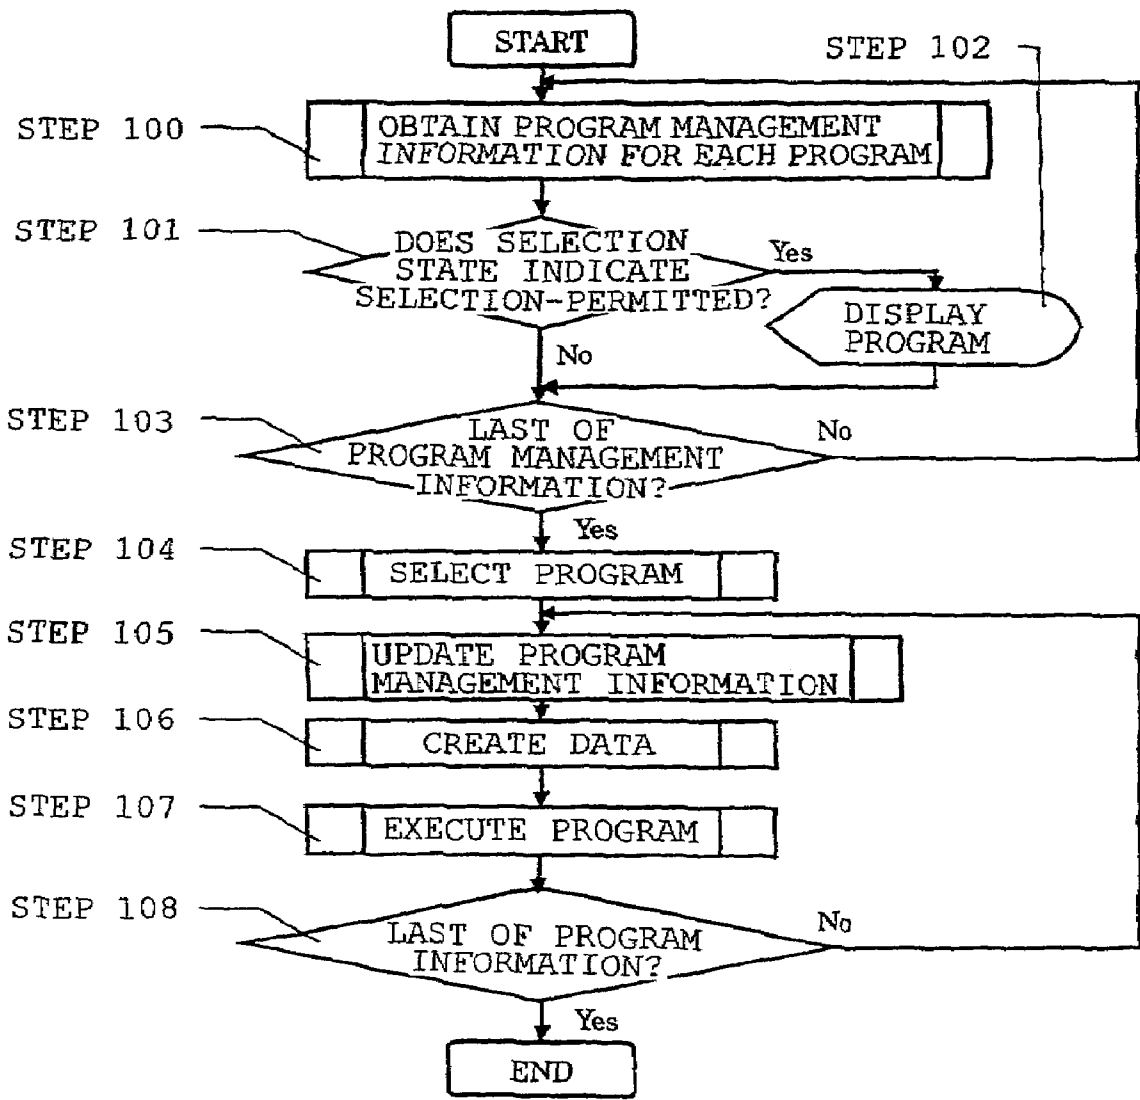 START
STEP 102
STEP 100
OBTAIN PROGRAM MANAGEMENT
INFORMATION FOR EACH PROGRAM
STEP 101
DOES SELECTION
STATE INDICATE
SELECTION-PERMITTED?
Yes
DISPLAY
PROGRAM
No
STEP 103
LAST OF
PROGRAM MANAGEMENT
INFORMATION?
No
Yes
STEP 104
SELECT PROGRAM
STEP 105
UPDATE PROGRAM
MANAGEMENT INFORMATION
STEP 106
CREATE DATA
STEP 107
EXECUTE PROGRAM
STEP 108
LAST OF PROGRAM
INFORMATION?
No
Yes
END